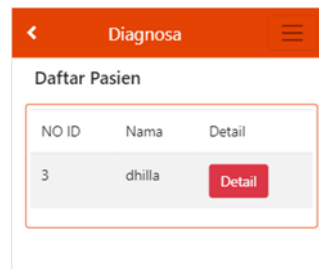 Diagnosa
Daftar Pasien
NO ID Nama Detail
3 dhilla Detail